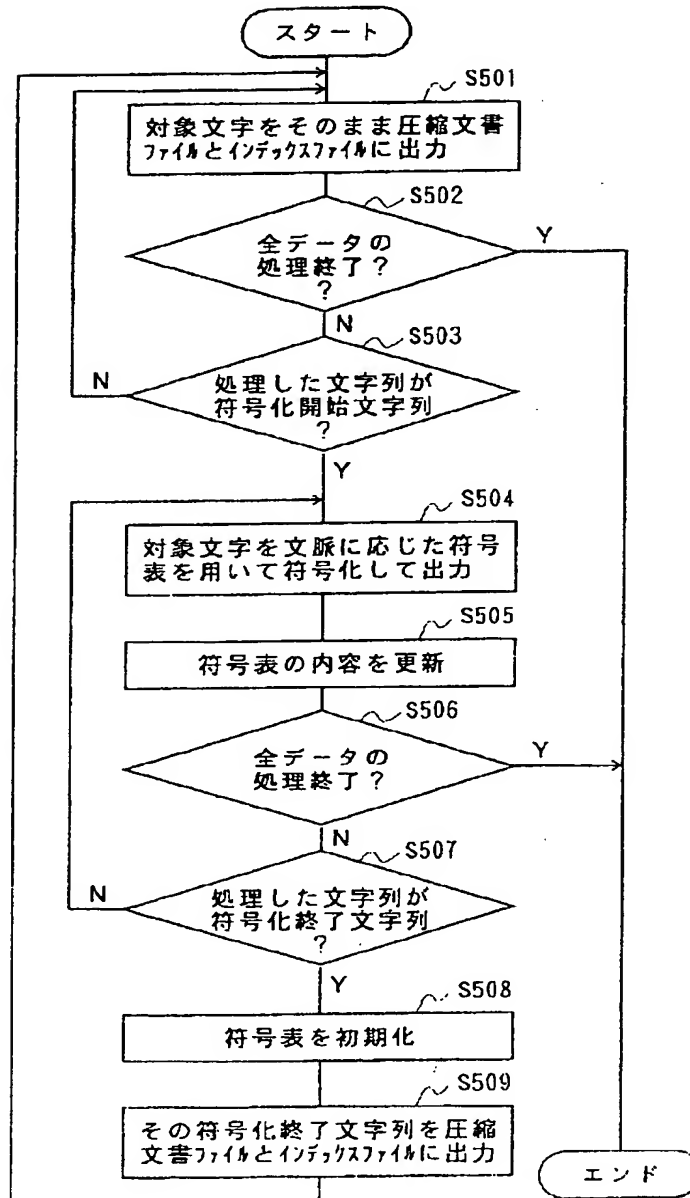 スタート
S501
対象文字をそのまま圧縮文書
ファイルとインデックスファイルに出力
S502
全データの
処理終了?
?
Y
N
S503
処理した文字列が
符号化開始文字列
?
N
Y
S504
対象文字を文脈に応じた符号
表を用いて符号化して出力
S505
符号表の内容を更新
S506
全データの
処理終了?
Y
N
S507
処理した文字列が
符号化終了文字列
?
N
Y
S508
符号表を初期化
S509
その符号化終了文字列を圧縮
文書ファイルとインデックスファイルに出力
エンド